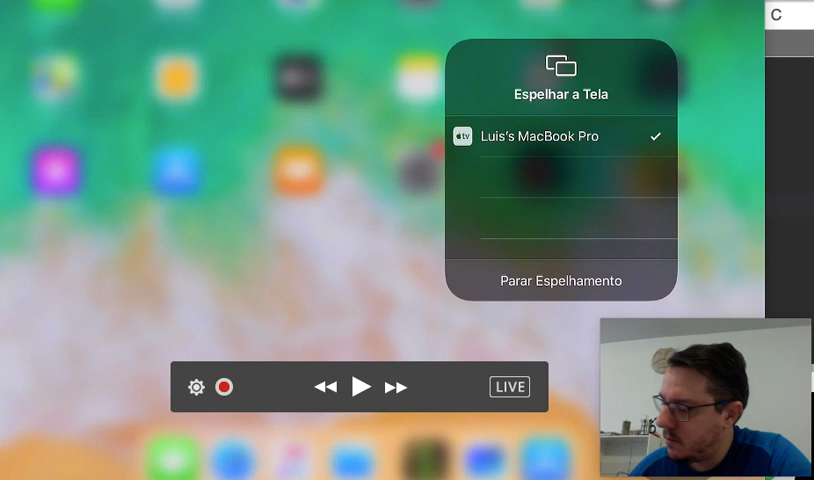 C
Espelhar a Tela
tv Luis's MacBook Pro
Parar Espelhamento
LIVE